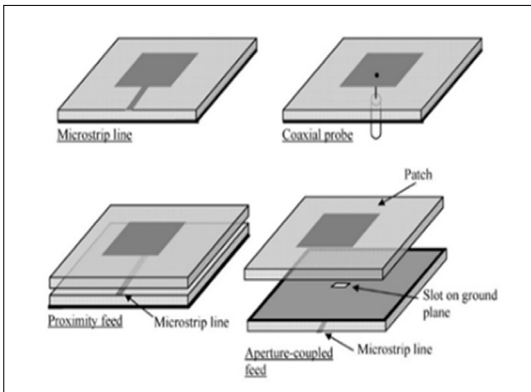 Microstrip line
Coaxial probe
Patch
Microstrip line
Proximity feed
Slot on ground
plane
Microstrip line
Aperture-coupled
feed